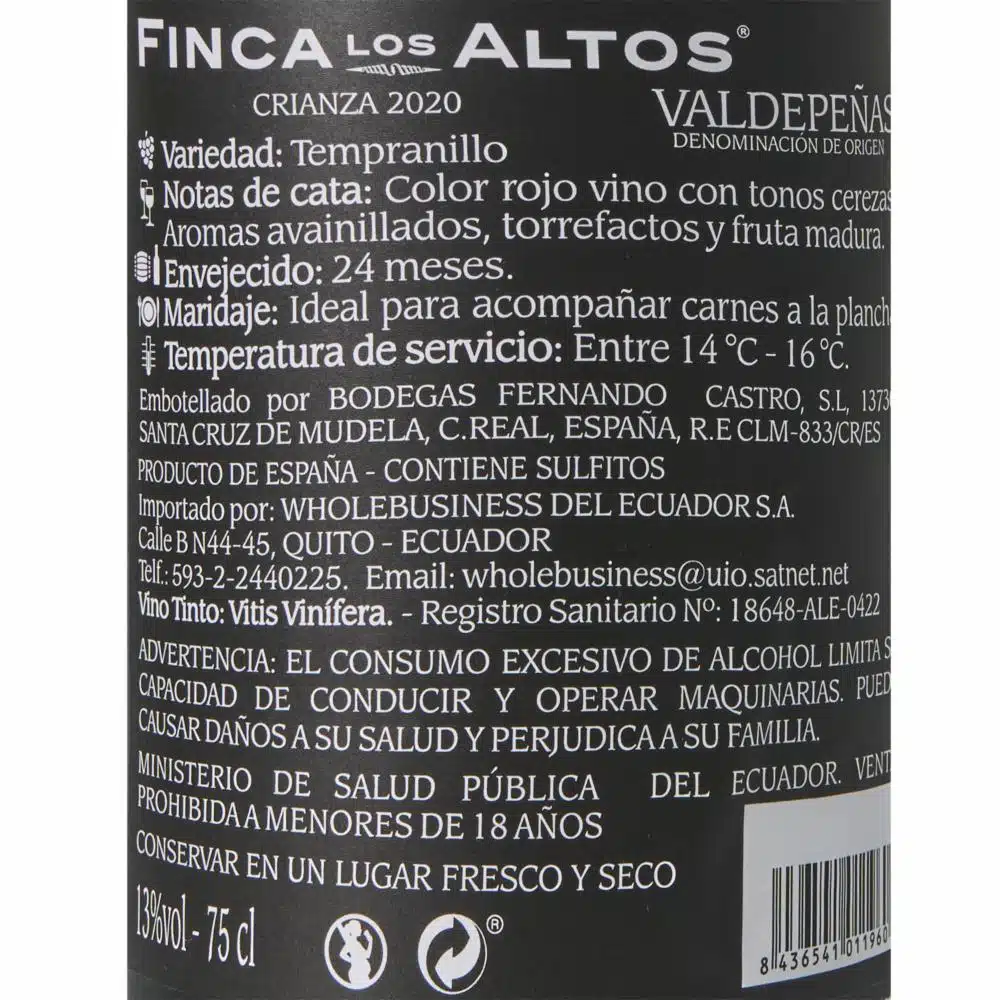 FINCA LOS ALTOS®
CRIANZA 2020
VALDEPEÑAS
DENOMINACIÓN DE ORIGEN
Variedad: Tempranillo
Notas de cata: Color rojo vino con tonos cerezas
Aromas avainillados, torrefactos y fruta madura.
Envejecido: 24 meses.
Maridaje: Ideal para acompañar carnes a la planch
Temperatura de servicio: Entre 14°C - 16°C.
Embotellado por BODEGAS FERNANDO CASTRO, S.L, 1373
SANTA CRUZ DE MUDELA, C.REAL, ESPAÑA, R.E CLM-833/CR/ES
PRODUCTO DE ESPAÑA - CONTIENE SULFITOS
Importado por: WHOLEBUSINESS DEL ECUADOR S.A.
Calle B N44-45, QUITO - ECUADOR
Telf.: 593-2-2440225. Email: wholebusiness@uio.satnet.net
Vino Tinto: Vitis Vinífera. - Registro Sanitario Nº: 18648-ALE-0422
ADVERTENCIA: EL CONSUMO EXCESIVO DE ALCOHOL LIMITA S
CAPACIDAD DE CONDUCIR Y OPERAR MAQUINARIAS. PUED
CAUSAR DAÑOS A SU SALUD Y PERJUDICA A SU FAMILIA.
MINISTERIO DE SALUD PÚBLICA DEL ECUADOR. VENT
PROHIBIDA A MENORES DE 18 AÑOS
CONSERVAR EN UN LUGAR FRESCO Y SECO
13%vol - 75 cl
®
8 436541 011960